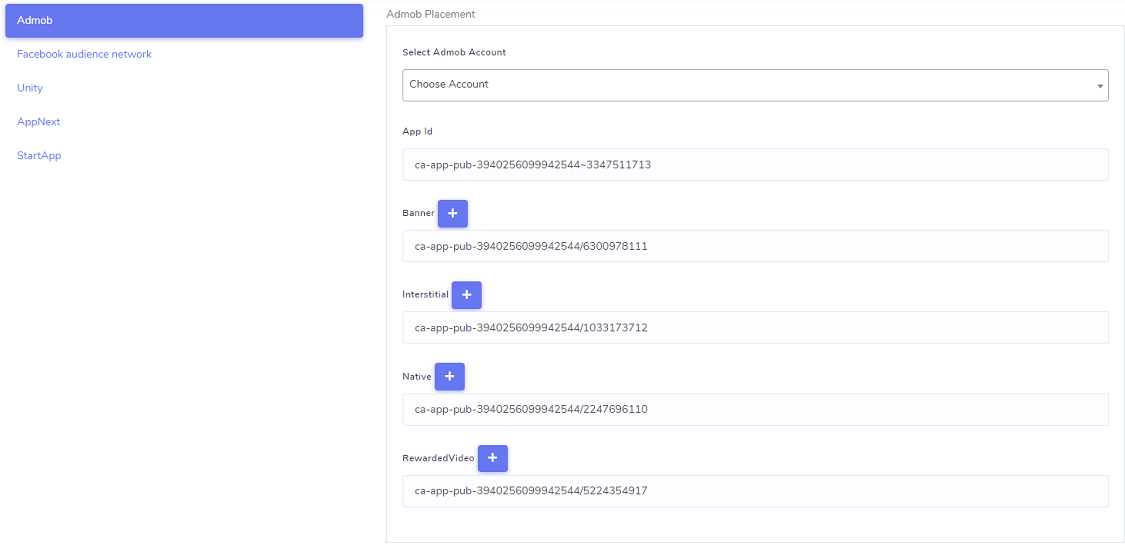 Admob
Facebook audience network
Unity
AppNext
StartApp
Admob Placement
Select Admob Account
Choose Account
App Id
ca-app-pub-3940256099942544~3347511713
Banner +
ca-app-pub-3940256099942544/6300978111
Interstitial +
ca-app-pub-3940256099942544/1033173712
Native +
ca-app-pub-3940256099942544/2247696110
RewardedVideo +
ca-app-pub-3940256099942544/5224354917